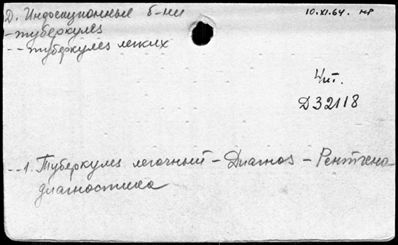 Д. Инфекционные б-ни 10.XI.64. нр
-туберкулез
--туберкулез легких
Чит.
Д32118
--1. Туберкулез легочный - Диагноз - Рентгено-
диагностика